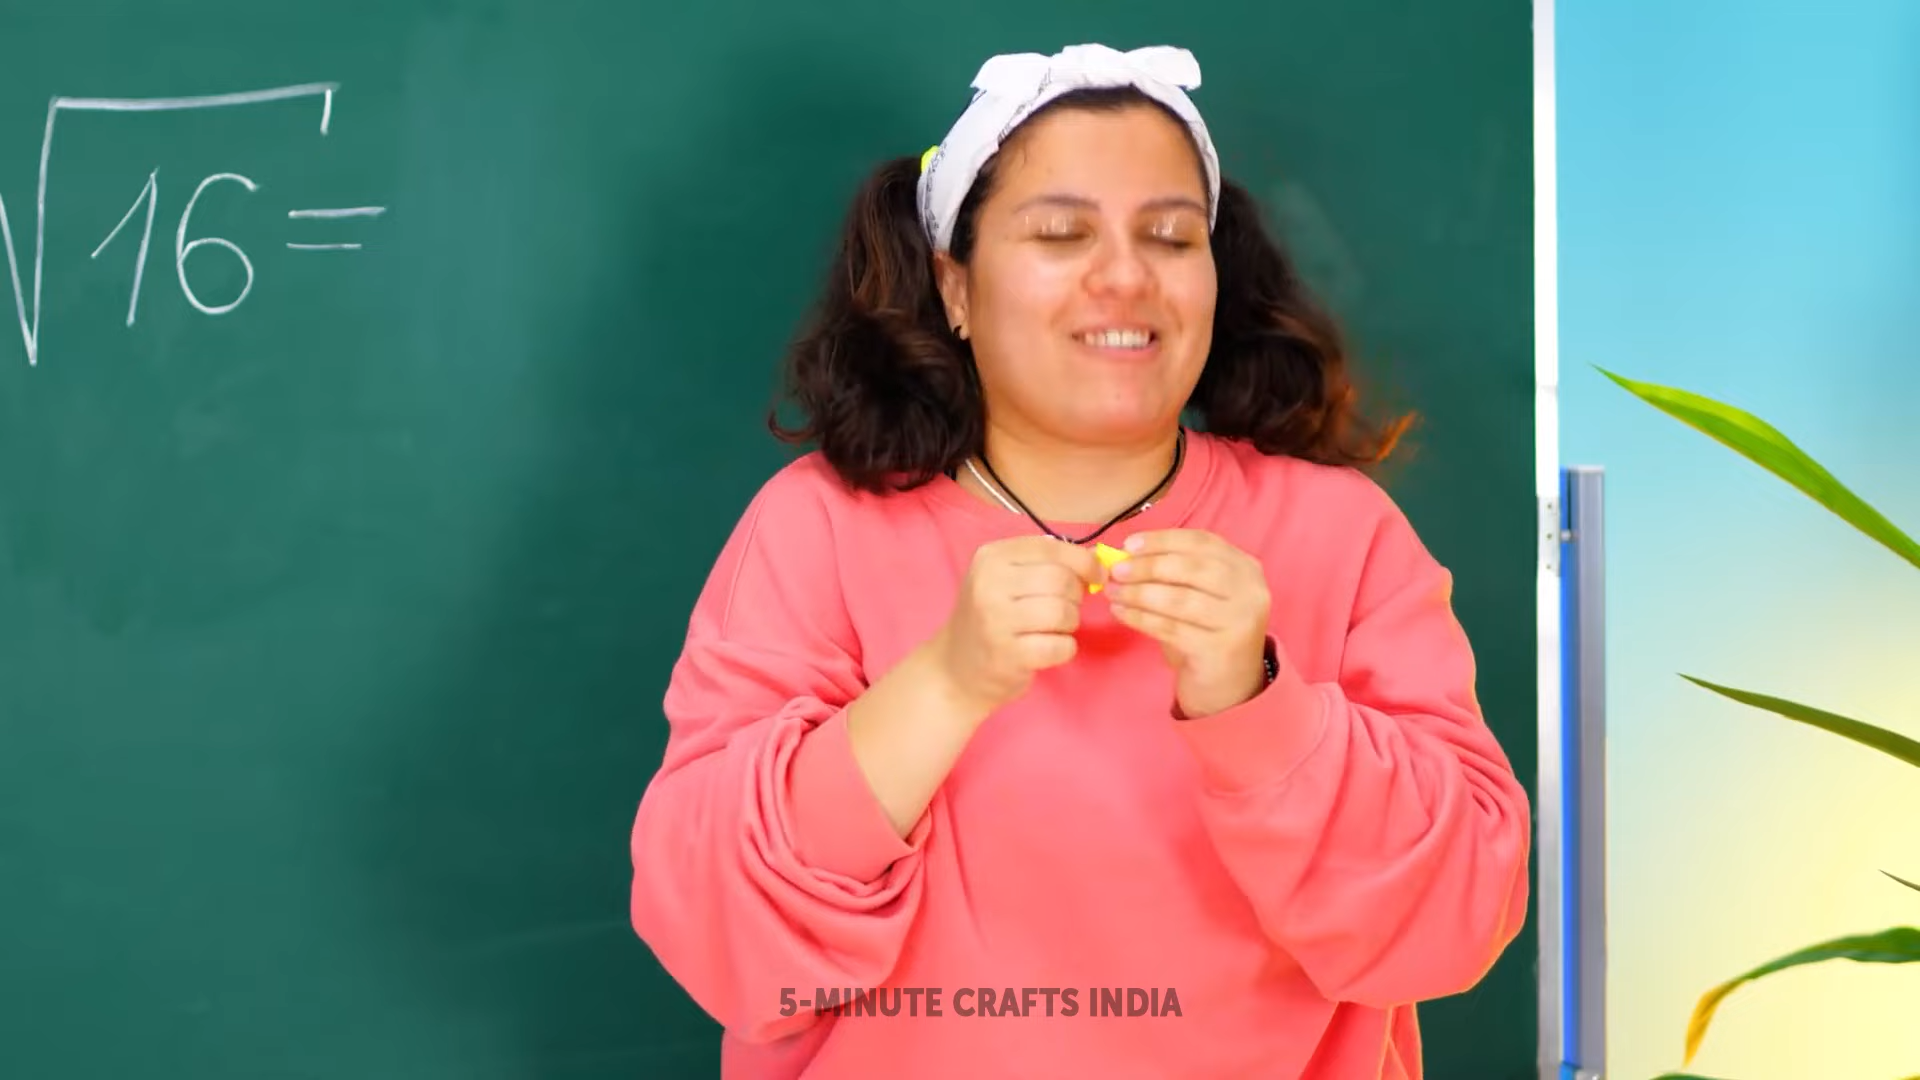 √16 =
5-MINUTE CRAFTS INDIA